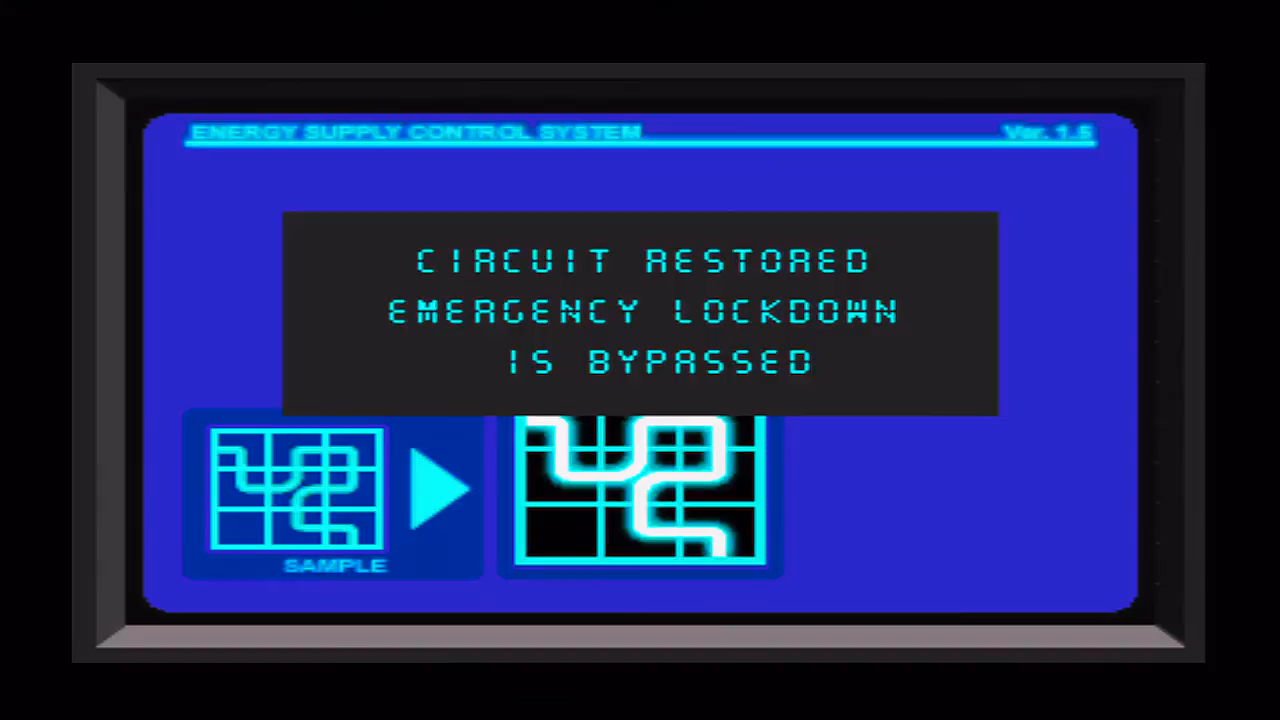 ENERGY SUPPLY CONTROL SYSTEM Ver. 1.5
CIRCUIT RESTORED
EMERGENCY LOCKDOWN
IS BYPASSED
SAMPLE